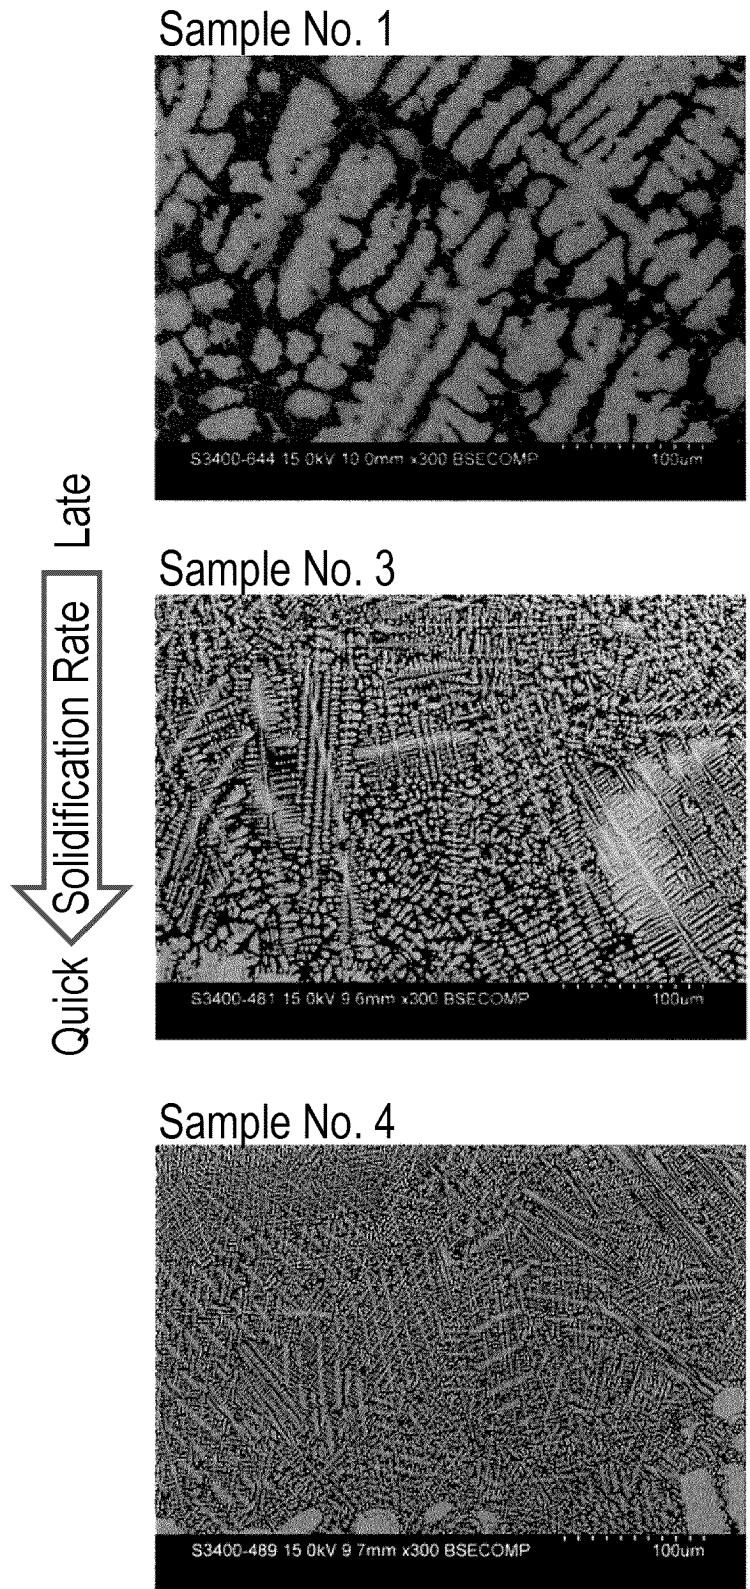 Sample No. 1
S3400-644 15.0kV 10.0mm x300 BSECOMP 100um
Late
Solidification Rate
Quick
Sample No. 3
S3400-481 15.0kV 9.6mm x300 BSECOMP 100um
Sample No. 4
S3400-489 15.0kV 9.7mm x300 BSECOMP 100um